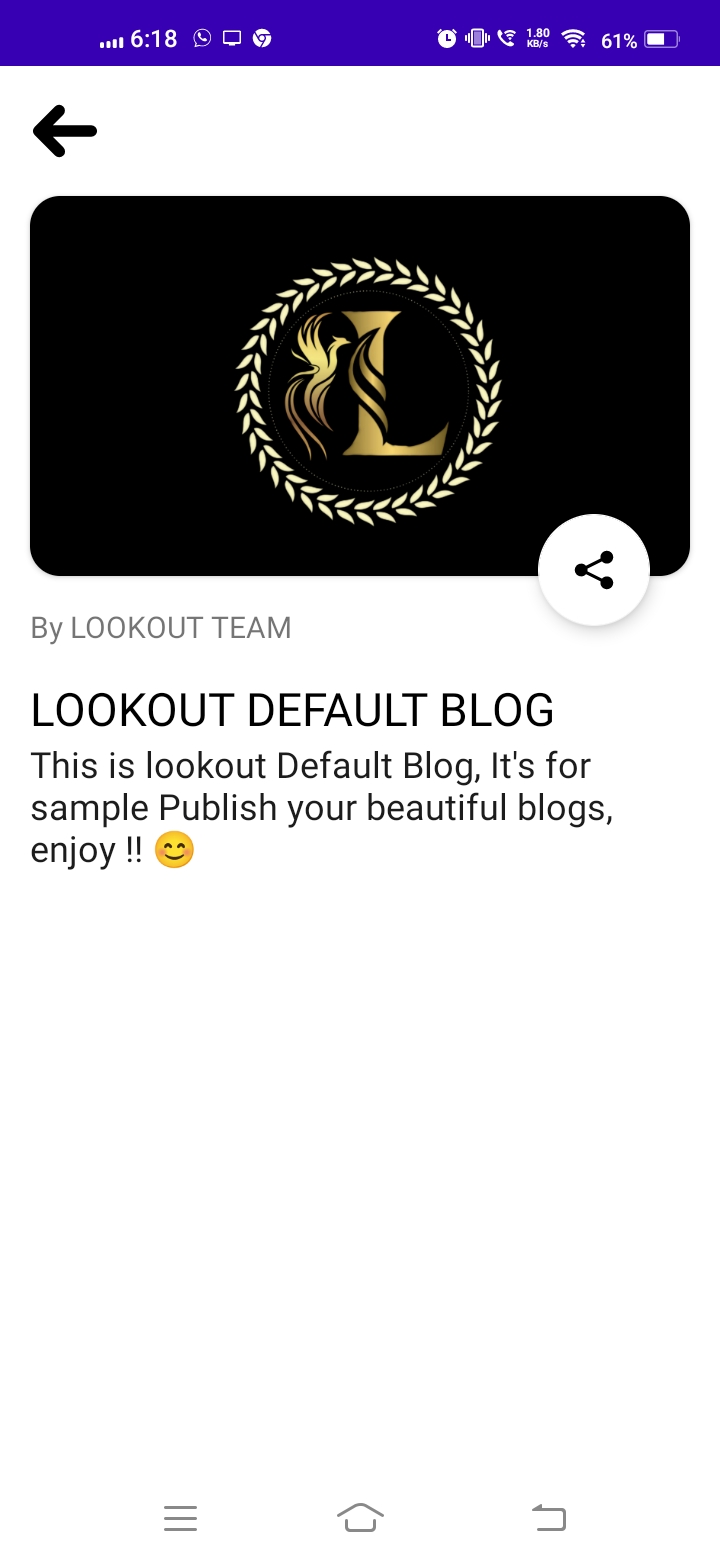 6:18
1.80
KB/s
61%
L
By LOOKOUT TEAM
LOOKOUT DEFAULT BLOG
This is lookout Default Blog, It's for
sample Publish your beautiful blogs,
enjoy !! 😊